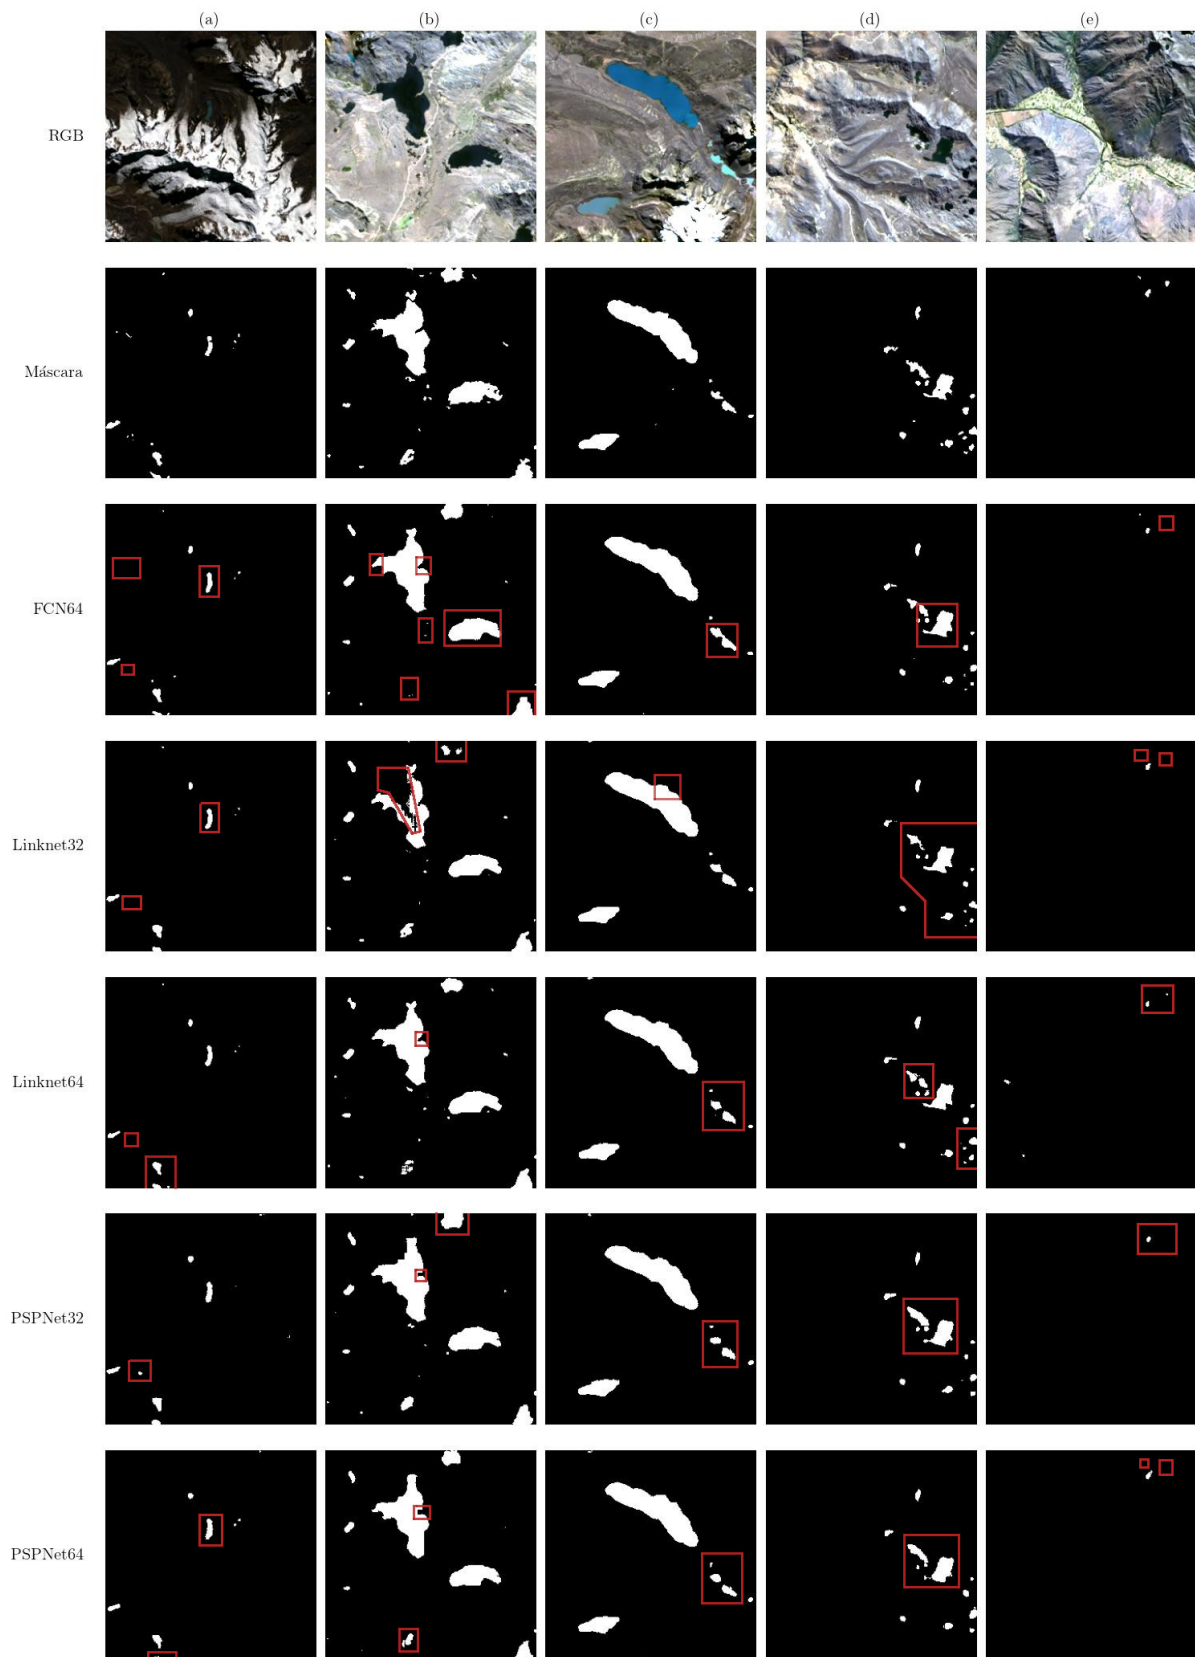 (a) (b) (c) (d) (e)
RGB
Máscara
FCN64
Linknet32
Linknet64
PSPNet32
PSPNet64